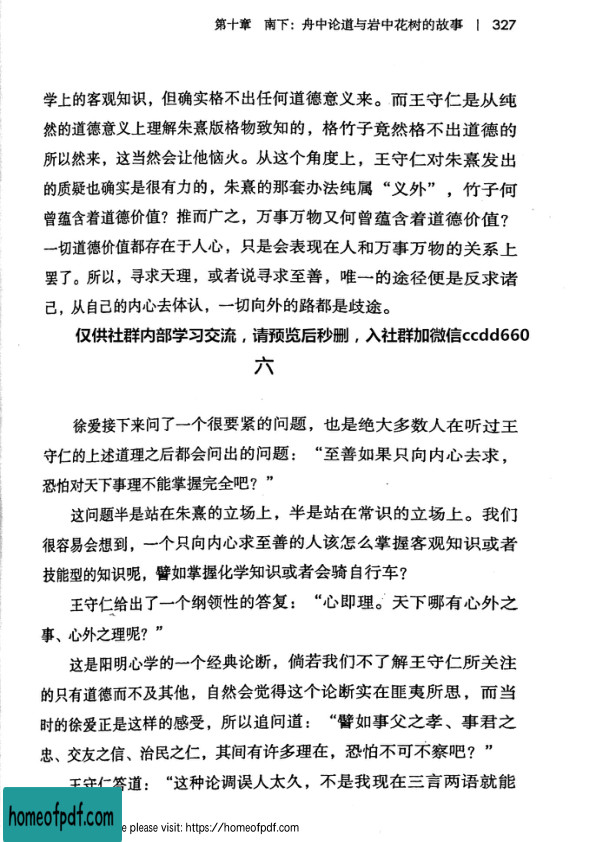 第十章 南下：舟中论道与岩中花树的故事 | 327
学上的客观知识，但确实格不出任何道德意义来。而王守仁是从纯
然的道德意义上理解朱熹版格物致知的，格竹子竟然格不出道德的
所以然来，这当然会让他恼火。从这个角度上，王守仁对朱熹发出
的质疑也确实是很有力的，朱熹的那套办法纯属“义外”，竹子何
曾蕴含着道德价值？推而广之，万事万物又何曾蕴含着道德价值？
一切道德价值都存在于人心，只是会表现在人和万事万物的关系上
罢了。所以，寻求天理，或者说寻求至善，唯一的途径便是反求诸
己，从自己的内心去体认，一切向外的路都是歧途。
仅供社群内部学习交流，请预览后秒删，入社群加微信ccdd660
六
徐爱接下来问了一个很要紧的问题，也是绝大多数人在听过王
守仁的上述道理之后都会问出的问题：“至善如果只向内心去求，
恐怕对天下事理不能掌握完全吧？”
这问题半是站在朱熹的立场上，半是站在常识的立场上。我们
很容易会想到，一个只向内心求至善的人该怎么掌握客观知识或者
技能型的知识呢，譬如掌握化学知识或者会骑自行车？
王守仁给出了一个纲领性的答复：“心即理。天下哪有心外之
事、心外之理呢？”
这是阳明心学的一个经典论断，倘若我们不了解王守仁所关注
的只有道德而不及其他，自然会觉得这个论断实在匪夷所思，而当
时的徐爱正是这样的感受，所以追问道：“譬如事父之孝、事君之
忠、交友之信、治民之仁，其间有许多理在，恐怕不可不察吧？”
王守仁答道：“这种论调误人太久，不是我现在三言两语就能
homeofpdf.com
e please visit: https://homeofpdf.com